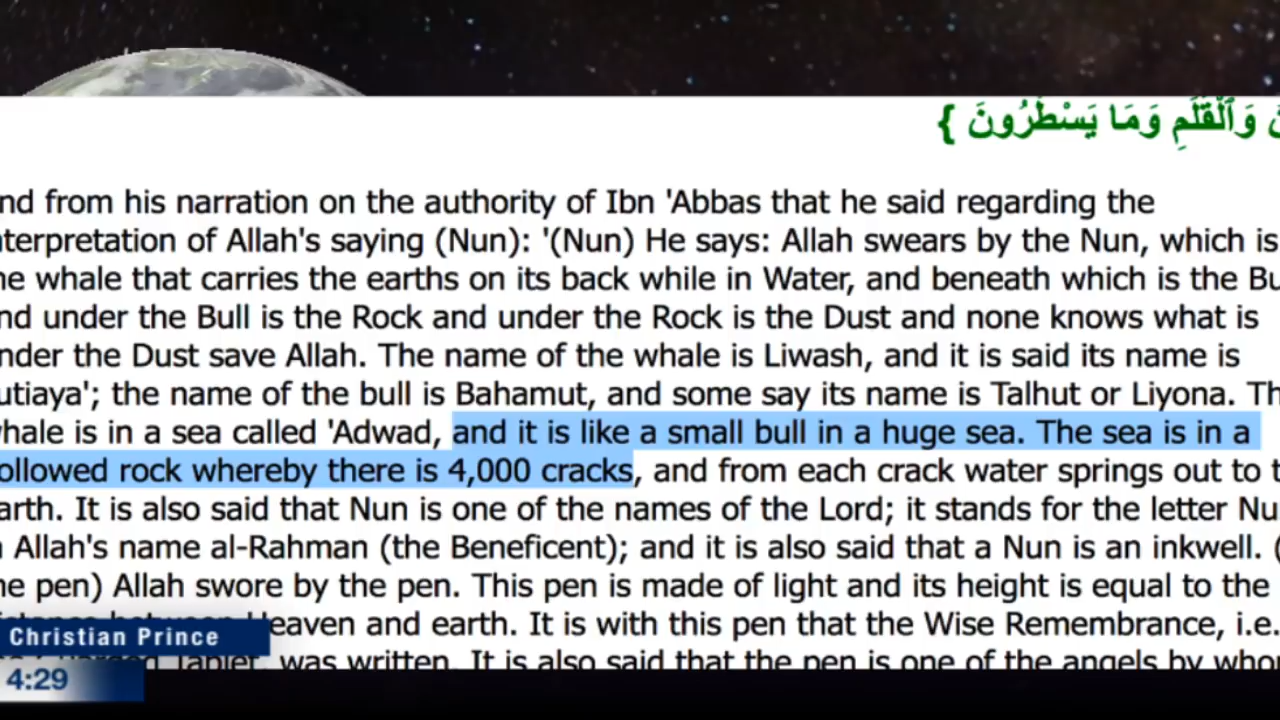 وَٱلْقَلَمِ وَمَا يَسْطُرُونَ }
nd from his narration on the authority of Ibn 'Abbas that he said regarding the
nterpretation of Allah's saying (Nun): '(Nun) He says: Allah swears by the Nun, which is
he whale that carries the earths on its back while in Water, and beneath which is the Bu
nd under the Bull is the Rock and under the Rock is the Dust and none knows what is
nder the Dust save Allah. The name of the whale is Liwash, and it is said its name is
utiaya'; the name of the bull is Bahamut, and some say its name is Talhut or Liyona. Th
whale is in a sea called 'Adwad, and it is like a small bull in a huge sea. The sea is in a
ollowed rock whereby there is 4,000 cracks, and from each crack water springs out to t
arth. It is also said that Nun is one of the names of the Lord; it stands for the letter Nu
Allah's name al-Rahman (the Beneficent); and it is also said that a Nun is an inkwell. (
he pen) Allah swore by the pen. This pen is made of light and its height is equal to the
Heaven and earth. It is with this pen that the Wise Remembrance, i.e.
Christian Prince
Tablet, was written. It is also said that the pen is one of the angels by whom
4:29